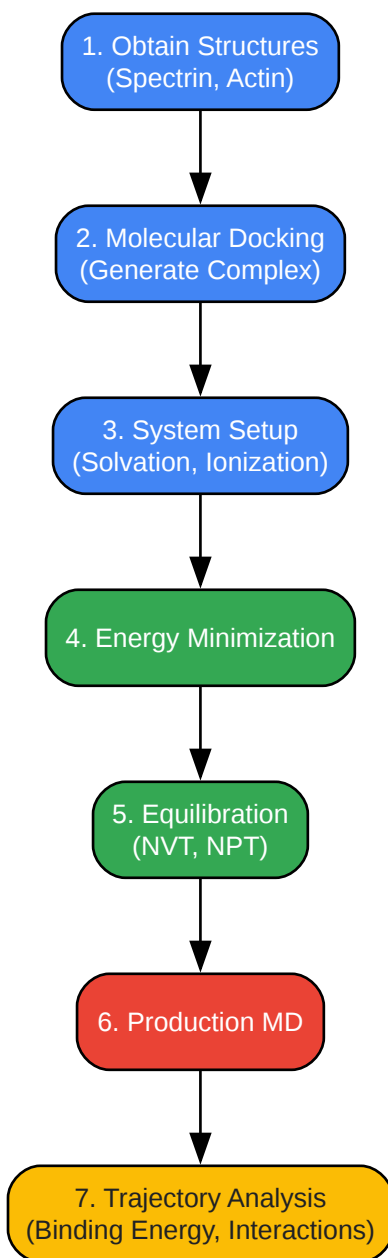 1. Obtain Structures
(Spectrin, Actin)
2. Molecular Docking
(Generate Complex)
3. System Setup
(Solvation, Ionization)
4. Energy Minimization
5. Equilibration
(NVT, NPT)
6. Production MD
7. Trajectory Analysis
(Binding Energy, Interactions)